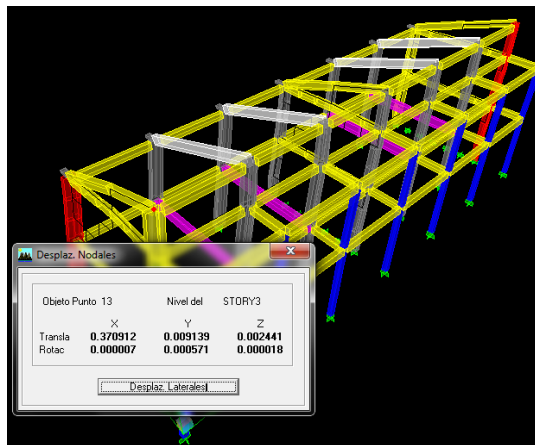 Desplaz. Nodales
Objeto Punto 13 Nivel del STORY3
X Y Z
Transla 0.370912 0.009139 0.002441
Rotac 0.000007 0.000571 0.000018
Desplaz. Laterales